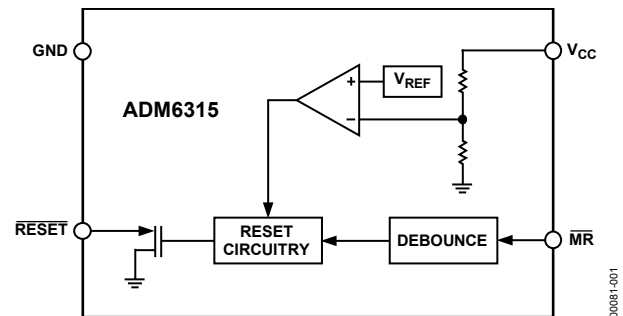 GND
VCC
+
VREF
ADM6315
−
RESET
RESET
CIRCUITRY
DEBOUNCE
MR
00081-001